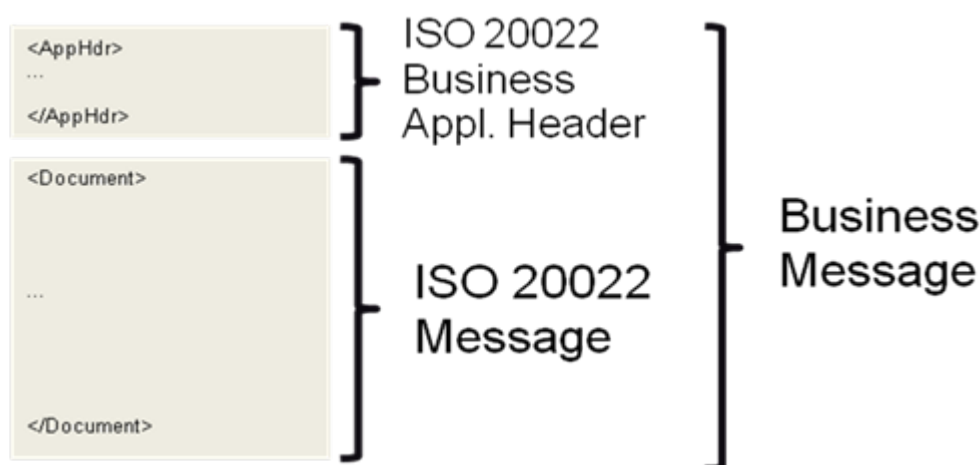 <AppHdr>
...
</AppHdr>
ISO 20022
Business
Appl. Header
<Document>
...
</Document>
ISO 20022
Message
Business
Message